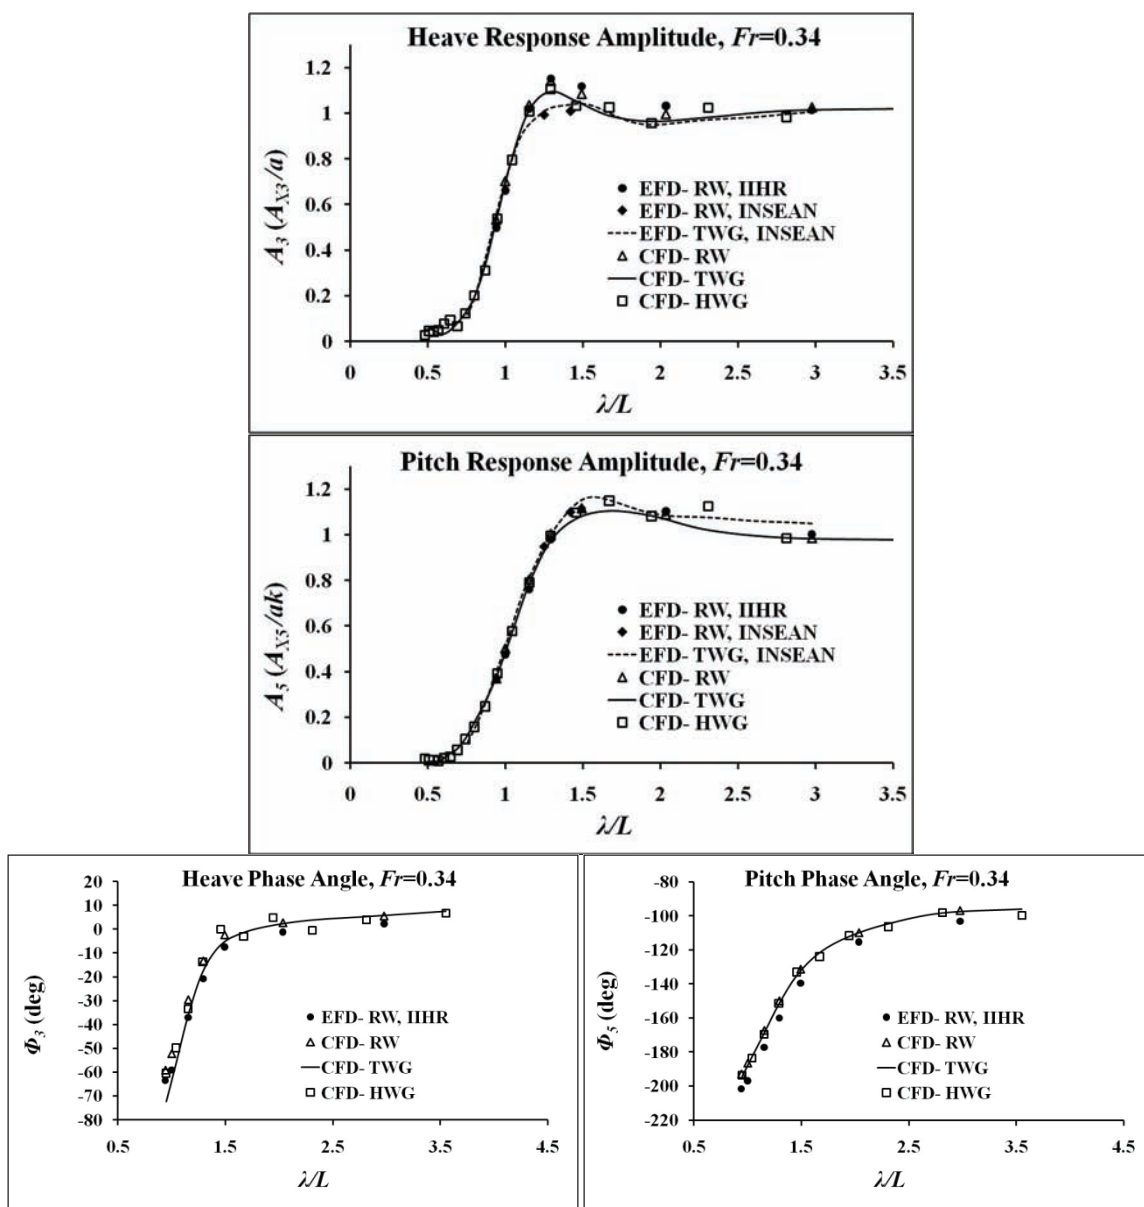 Heave Response Amplitude, Fr=0.34
1.2
1
0.8
0.6
0.4
0.2
0
A3 (AX3/a)
EFD- RW, IIHR
EFD- RW, INSEAN
EFD- TWG, INSEAN
CFD- RW
CFD- TWG
CFD- HWG
0 0.5 1 1.5 2 2.5 3 3.5
λ/L
Pitch Response Amplitude, Fr=0.34
1.2
1
0.8
0.6
0.4
0.2
0
A5 (AX5/ak)
EFD- RW, IIHR
EFD- RW, INSEAN
EFD- TWG, INSEAN
CFD- RW
CFD- TWG
CFD- HWG
0 0.5 1 1.5 2 2.5 3 3.5
λ/L
Heave Phase Angle, Fr=0.34
20
10
0
-10
-20
-30
-40
-50
-60
-70
-80
Φ3 (deg)
EFD- RW, IIHR
CFD- RW
CFD- TWG
CFD- HWG
0.5 1.5 2.5 3.5 4.5
λ/L
Pitch Phase Angle, Fr=0.34
-80
-100
-120
-140
-160
-180
-200
-220
Φ5 (deg)
EFD- RW, IIHR
CFD- RW
CFD- TWG
CFD- HWG
0.5 1.5 2.5 3.5 4.5
λ/L